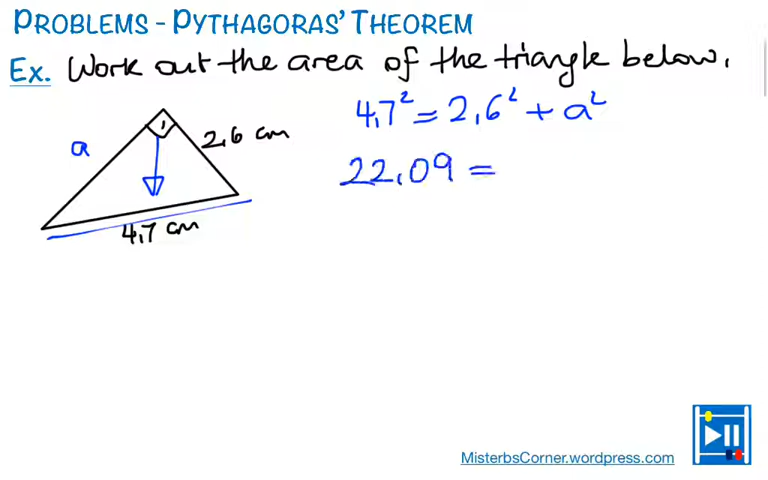 PROBLEMS - PYTHAGORAS' THEOREM
Ex. Work out the area of the triangle below.
4.7² = 2.6² + a²
a
2.6 cm
22.09 =
4.7 cm
MisterbsCorner.wordpress.com